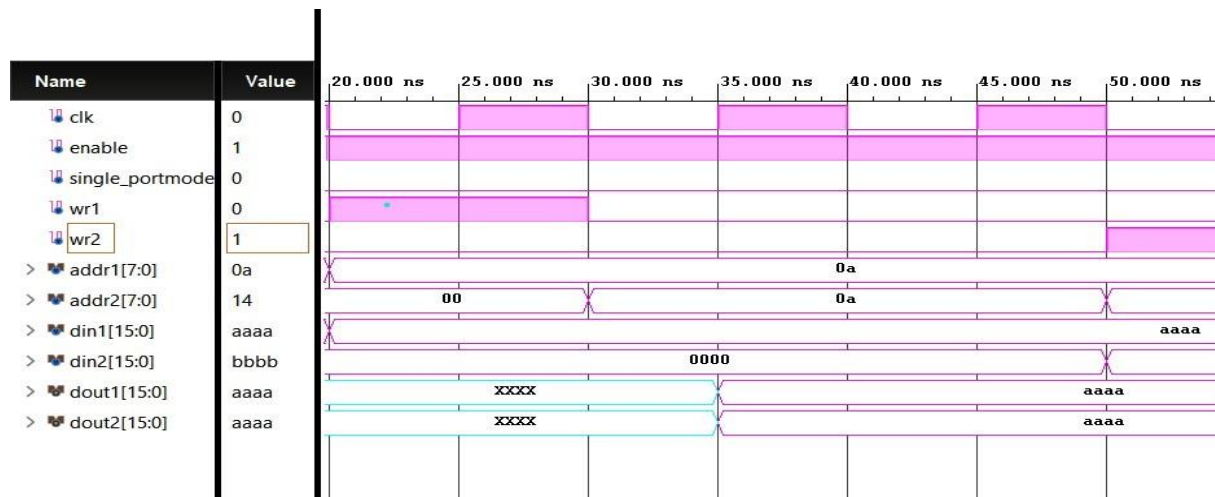 Name Value 20.000 ns 25.000 ns 30.000 ns 35.000 ns 40.000 ns 45.000 ns 50.000 ns
clk 0
enable 1
single_portmode 0
wr1 0
wr2 1
> addr1[7:0] 0a 0a
> addr2[7:0] 14 00 0a
> din1[15:0] aaaa aaaa
> din2[15:0] bbbb 0000
> dout1[15:0] aaaa XXXX aaaa
> dout2[15:0] aaaa XXXX aaaa